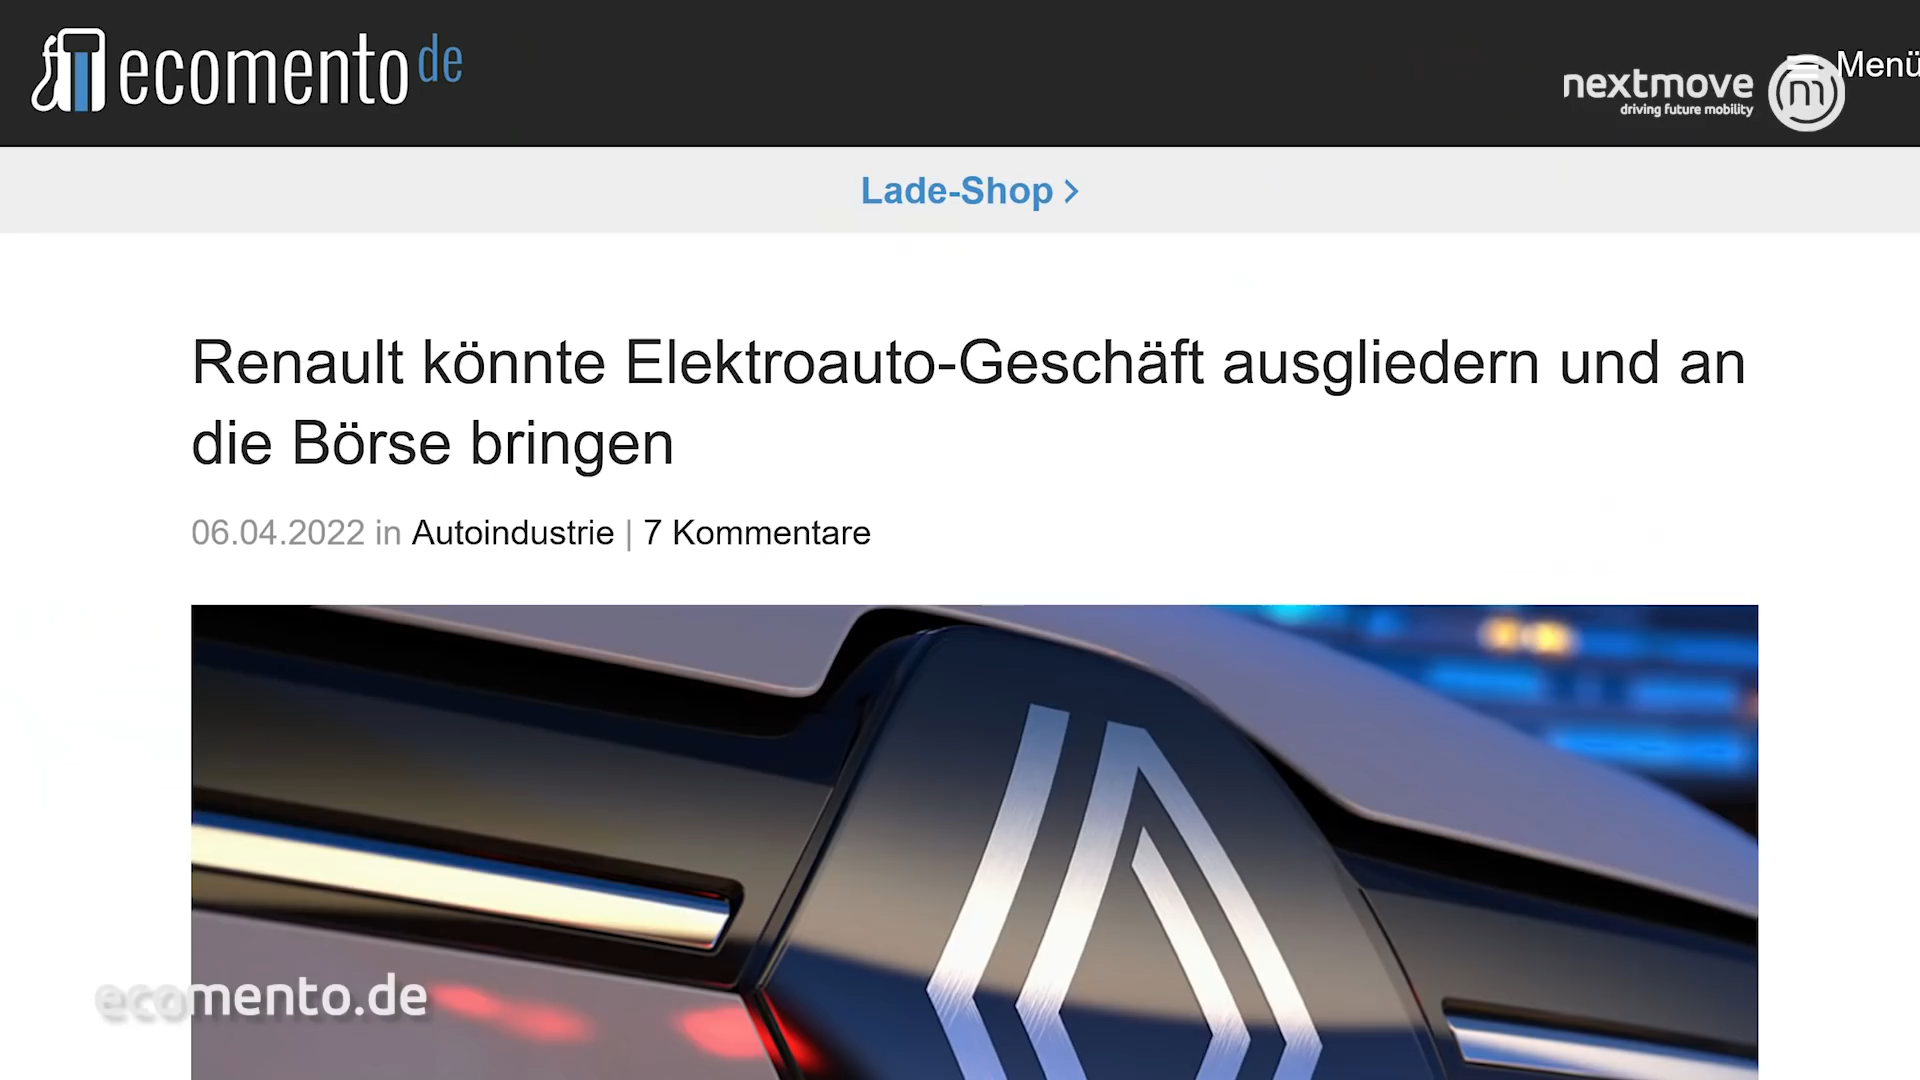 ecomento de
Menü
nextmove
driving future mobility
Lade-Shop >
Renault könnte Elektroauto-Geschäft ausgliedern und an
die Börse bringen
06.04.2022 in Autoindustrie | 7 Kommentare
ecomento.de